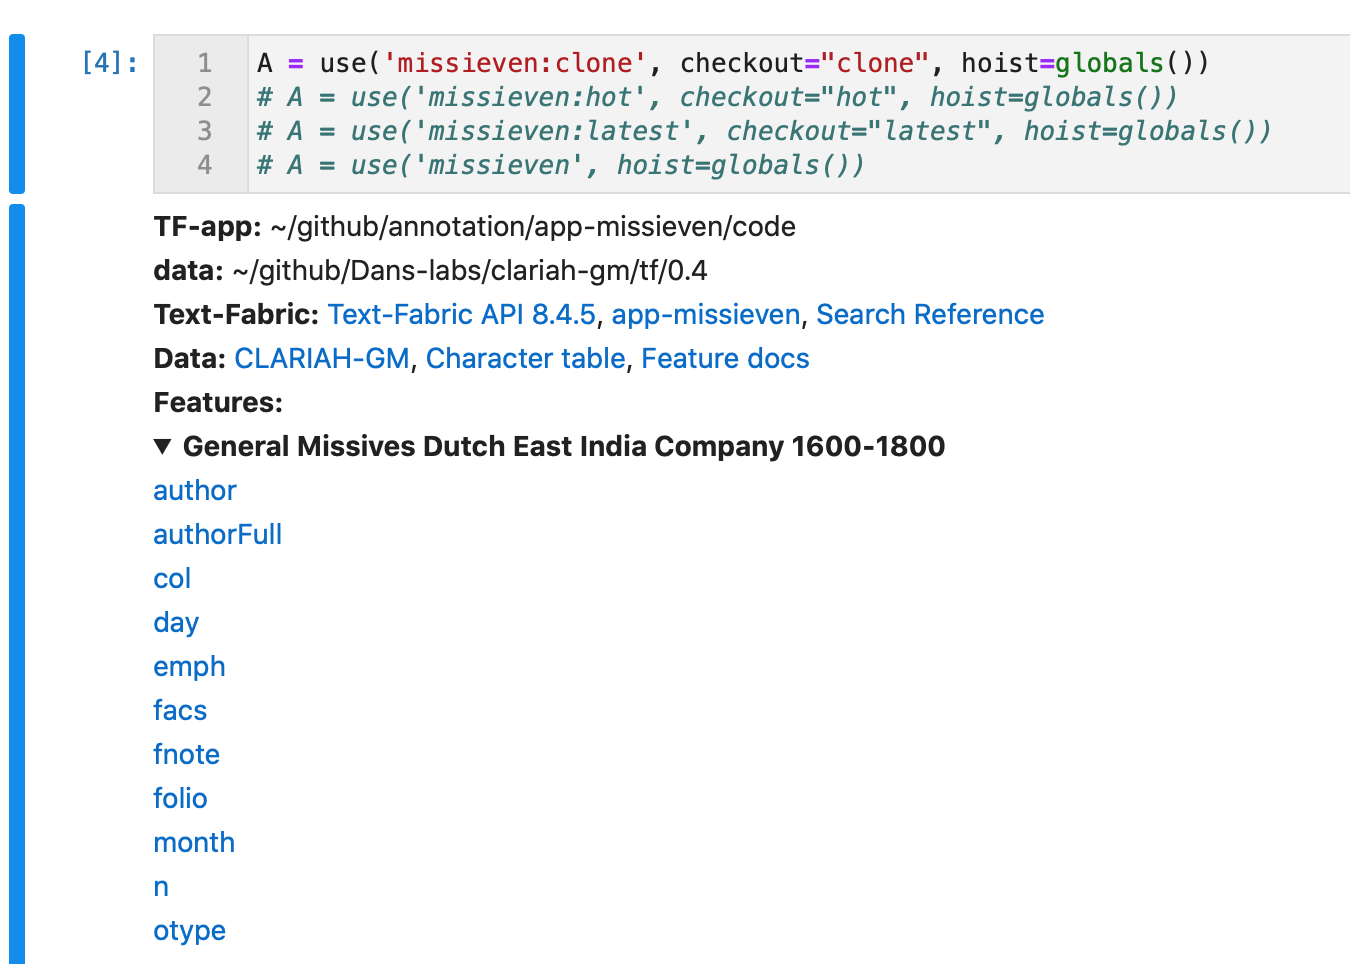 [4]: 1 A = use('missieven:clone', checkout="clone", hoist=globals())
2 # A = use('missieven:hot', checkout="hot", hoist=globals())
3 # A = use('missieven:latest', checkout="latest", hoist=globals())
4 # A = use('missieven', hoist=globals())
TF-app: ~/github/annotation/app-missieven/code
data: ~/github/Dans-labs/clariah-gm/tf/0.4
Text-Fabric: Text-Fabric API 8.4.5, app-missieven, Search Reference
Data: CLARIAH-GM, Character table, Feature docs
Features:
▼ General Missives Dutch East India Company 1600-1800
author
authorFull
col
day
emph
facs
fnote
folio
month
n
otype